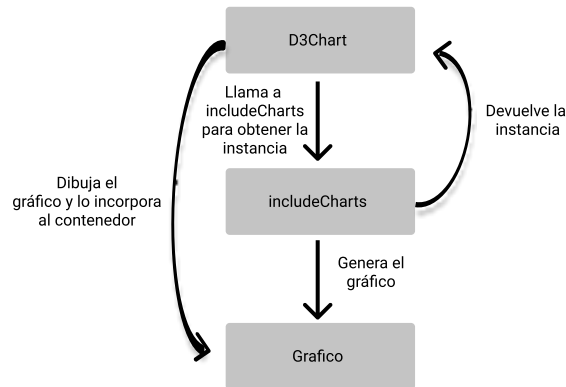 D3Chart
Llama a
includeCharts
para obtener la
instancia
Devuelve la
instancia
Dibuja el
gráfico y lo incorpora
al contenedor
includeCharts
Genera el
gráfico
Grafico